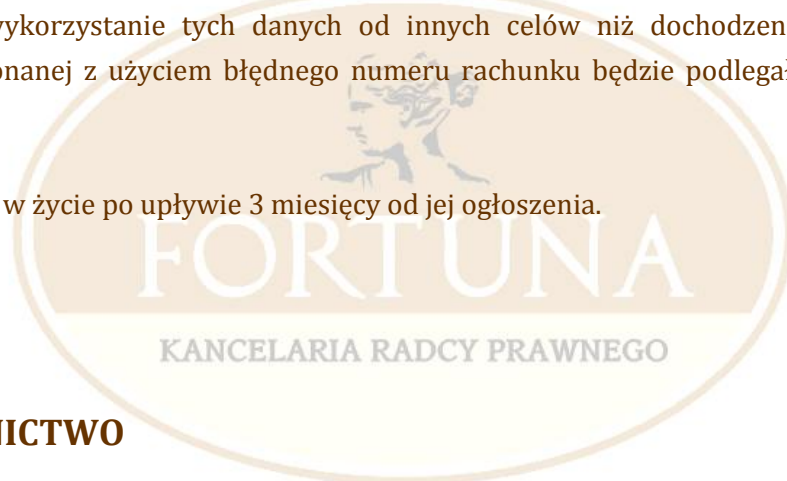 wykorzystanie tych danych od innych celów niż dochodzen
onanej z użyciem błędnego numeru rachunku będzie podlegał
w życie po upływie 3 miesięcy od jej ogłoszenia.
FORTUNA
KANCELARIA RADCY PRAWNEGO
NICTWO